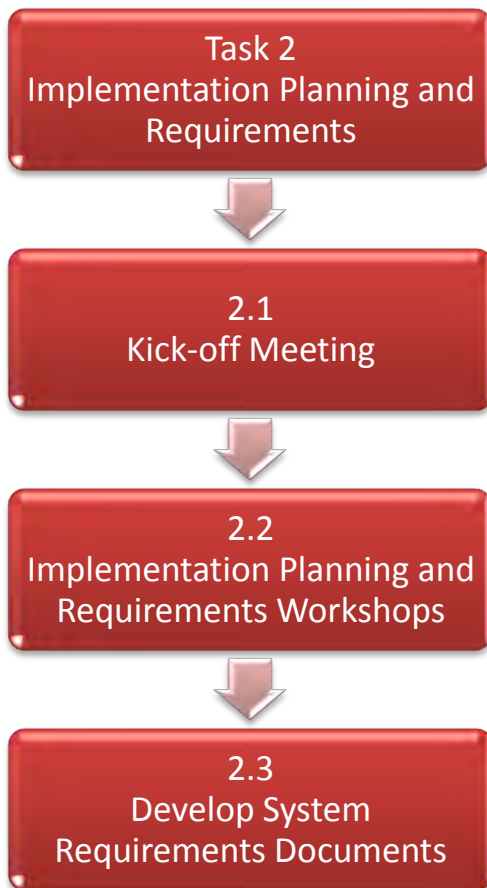 Task 2
Implementation Planning and
Requirements
2.1
Kick-off Meeting
2.2
Implementation Planning and
Requirements Workshops
2.3
Develop System
Requirements Documents